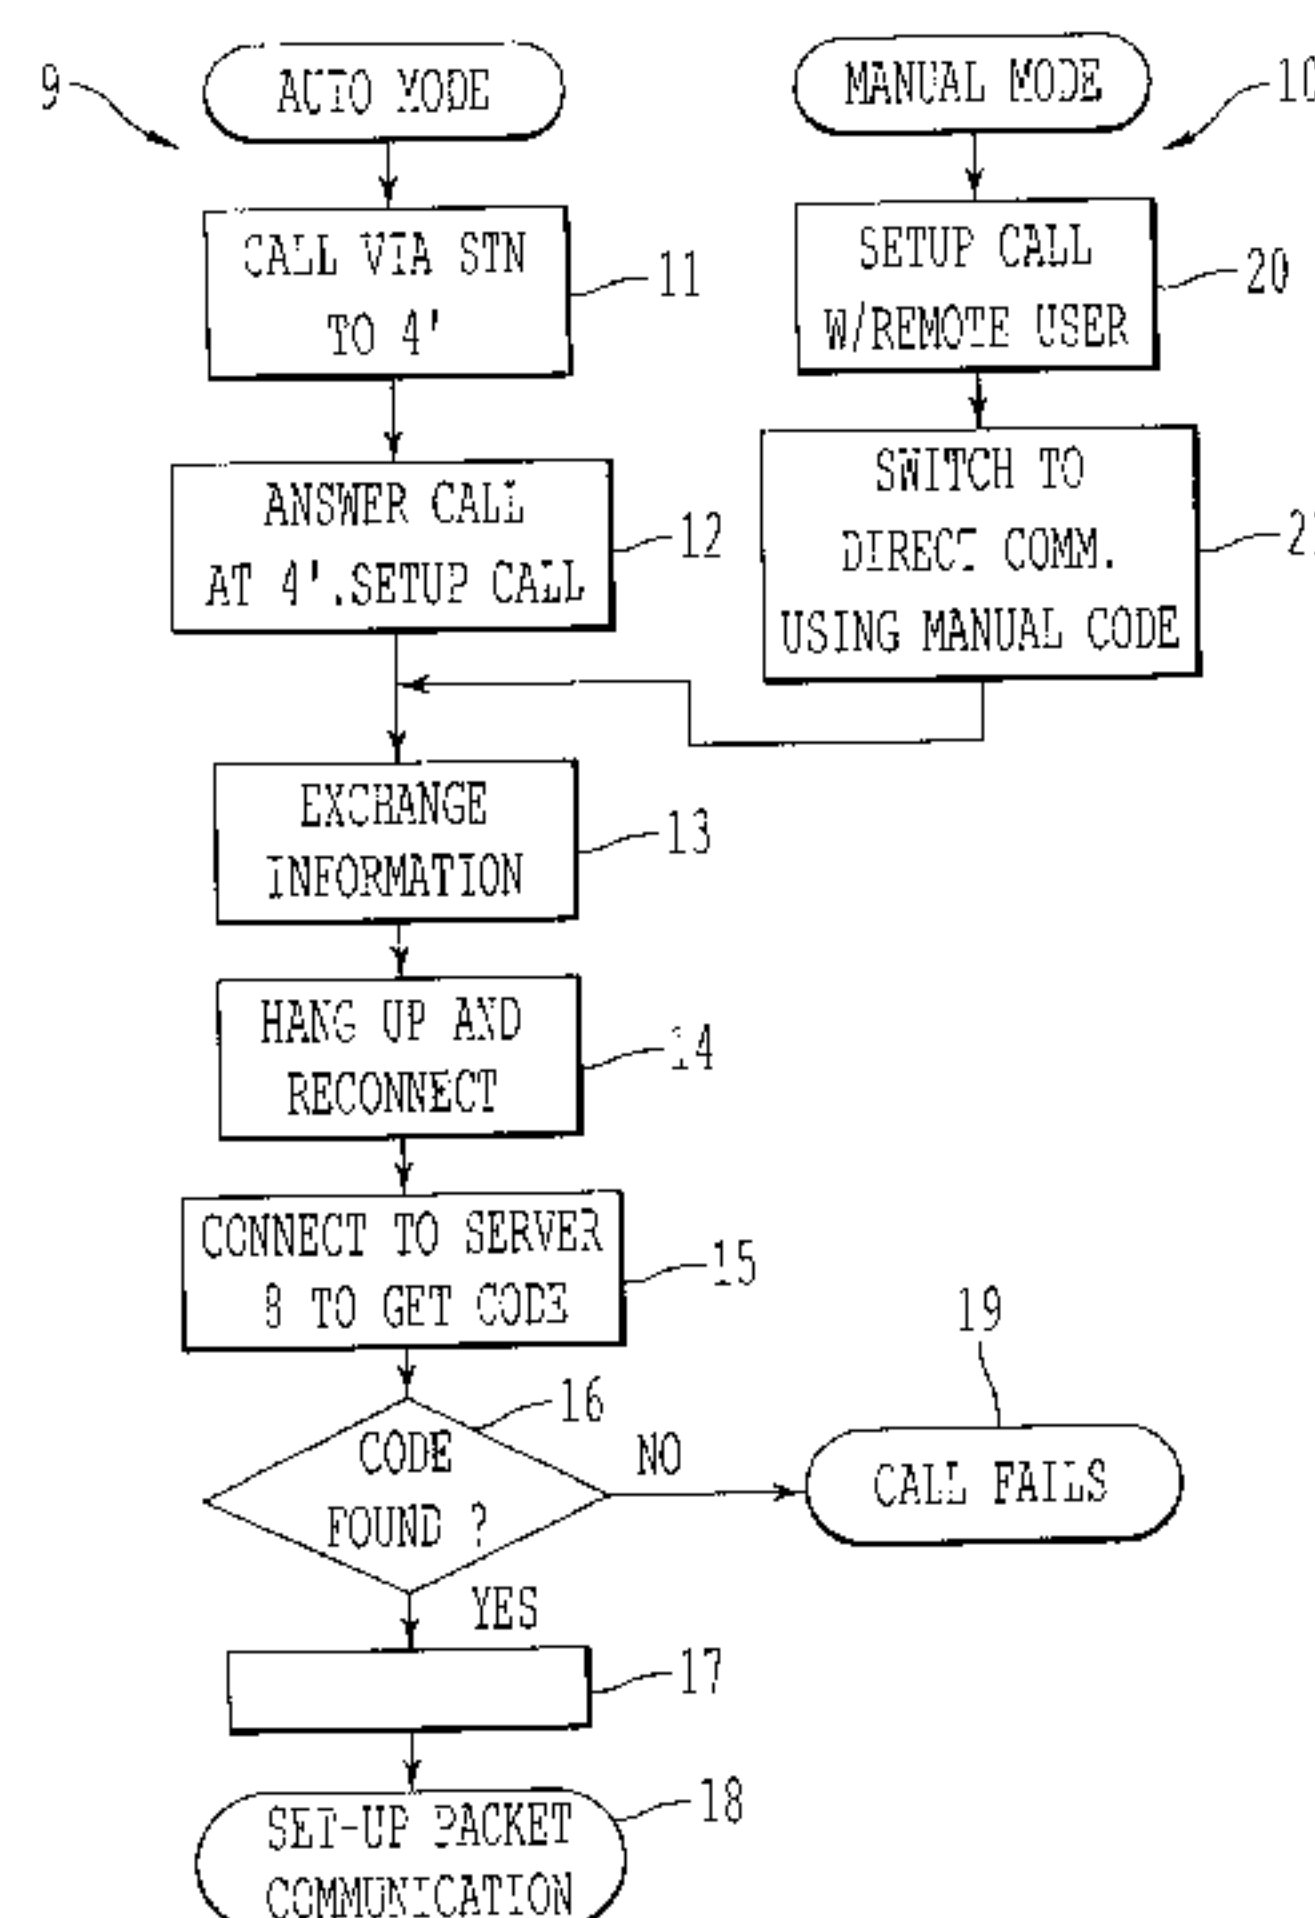 9
AUTO MODE
CALL VIA STN
TO 4'
11
ANSWER CALL
AT 4'.SETUP CALL
12
MANUAL MODE
10
SETUP CALL
W/REMOTE USER
20
SWITCH TO
DIRECT COMM.
USING MANUAL CODE
EXCHANGE
INFORMATION
13
HANG UP AND
RECONNECT
14
CONNECT TO SERVER
8 TO GET CODE
15
CODE
FOUND ?
16
NO
19
CALL FAILS
YES
17
SET-UP PACKET
COMMUNICATION
18